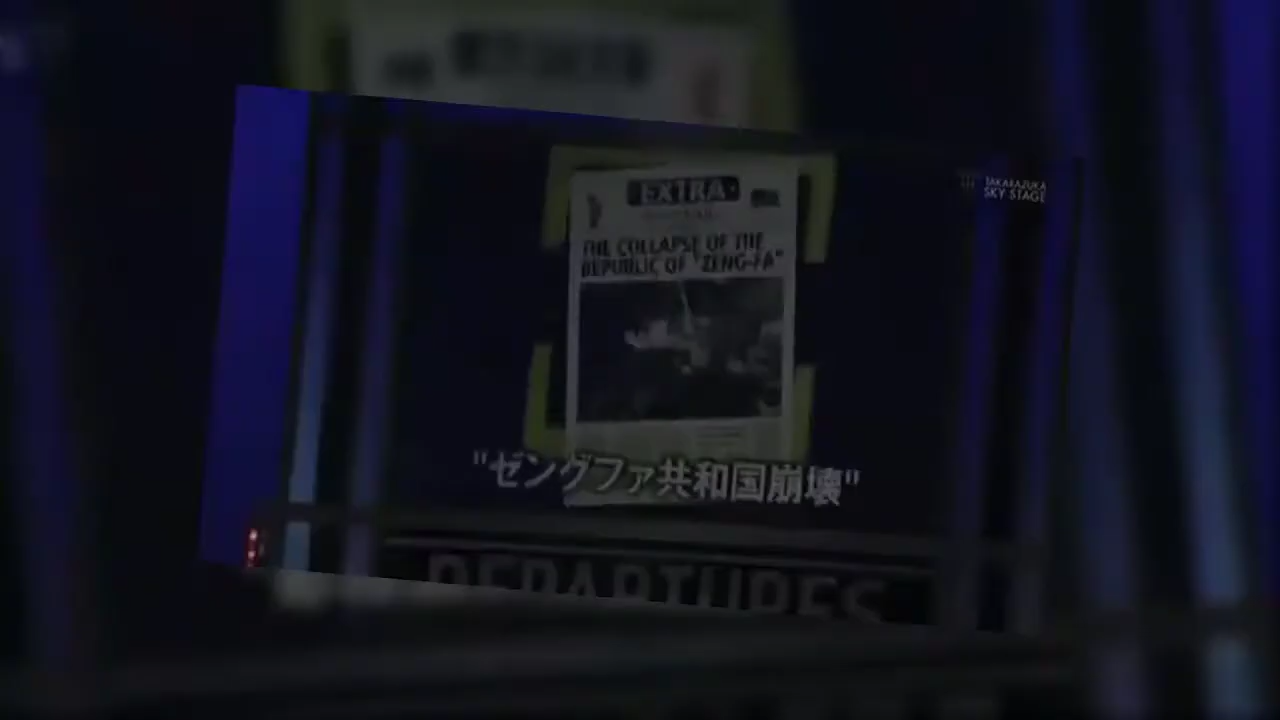 EXTRA
TAKARAZUKA
SKY STAGE
THE COLLAPSE OF THE
REPUBLIC OF "ZENG-FA"
"ゼングファ共和国崩壊"
DEPARTURES